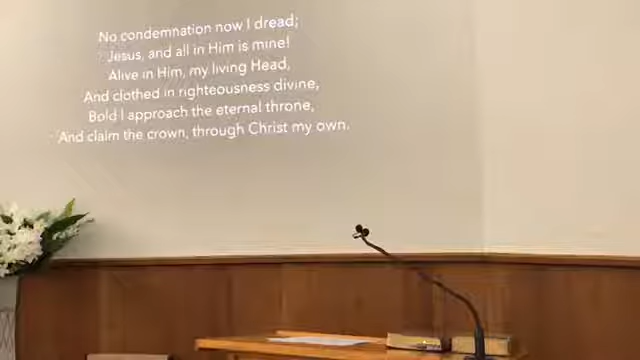 No condemnation now I dread;
Jesus, and all in Him is mine!
Alive in Him, my living Head,
And clothed in righteousness divine,
Bold I approach the eternal throne,
And claim the crown, through Christ my own.